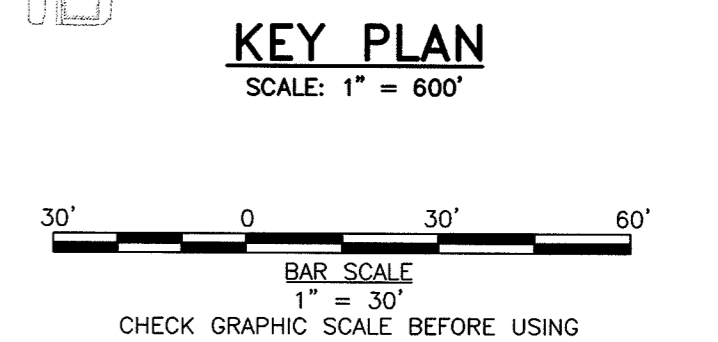 KEY PLAN
SCALE: 1" = 600'
30' 0 30' 60'
BAR SCALE
1" = 30'
CHECK GRAPHIC SCALE BEFORE USING